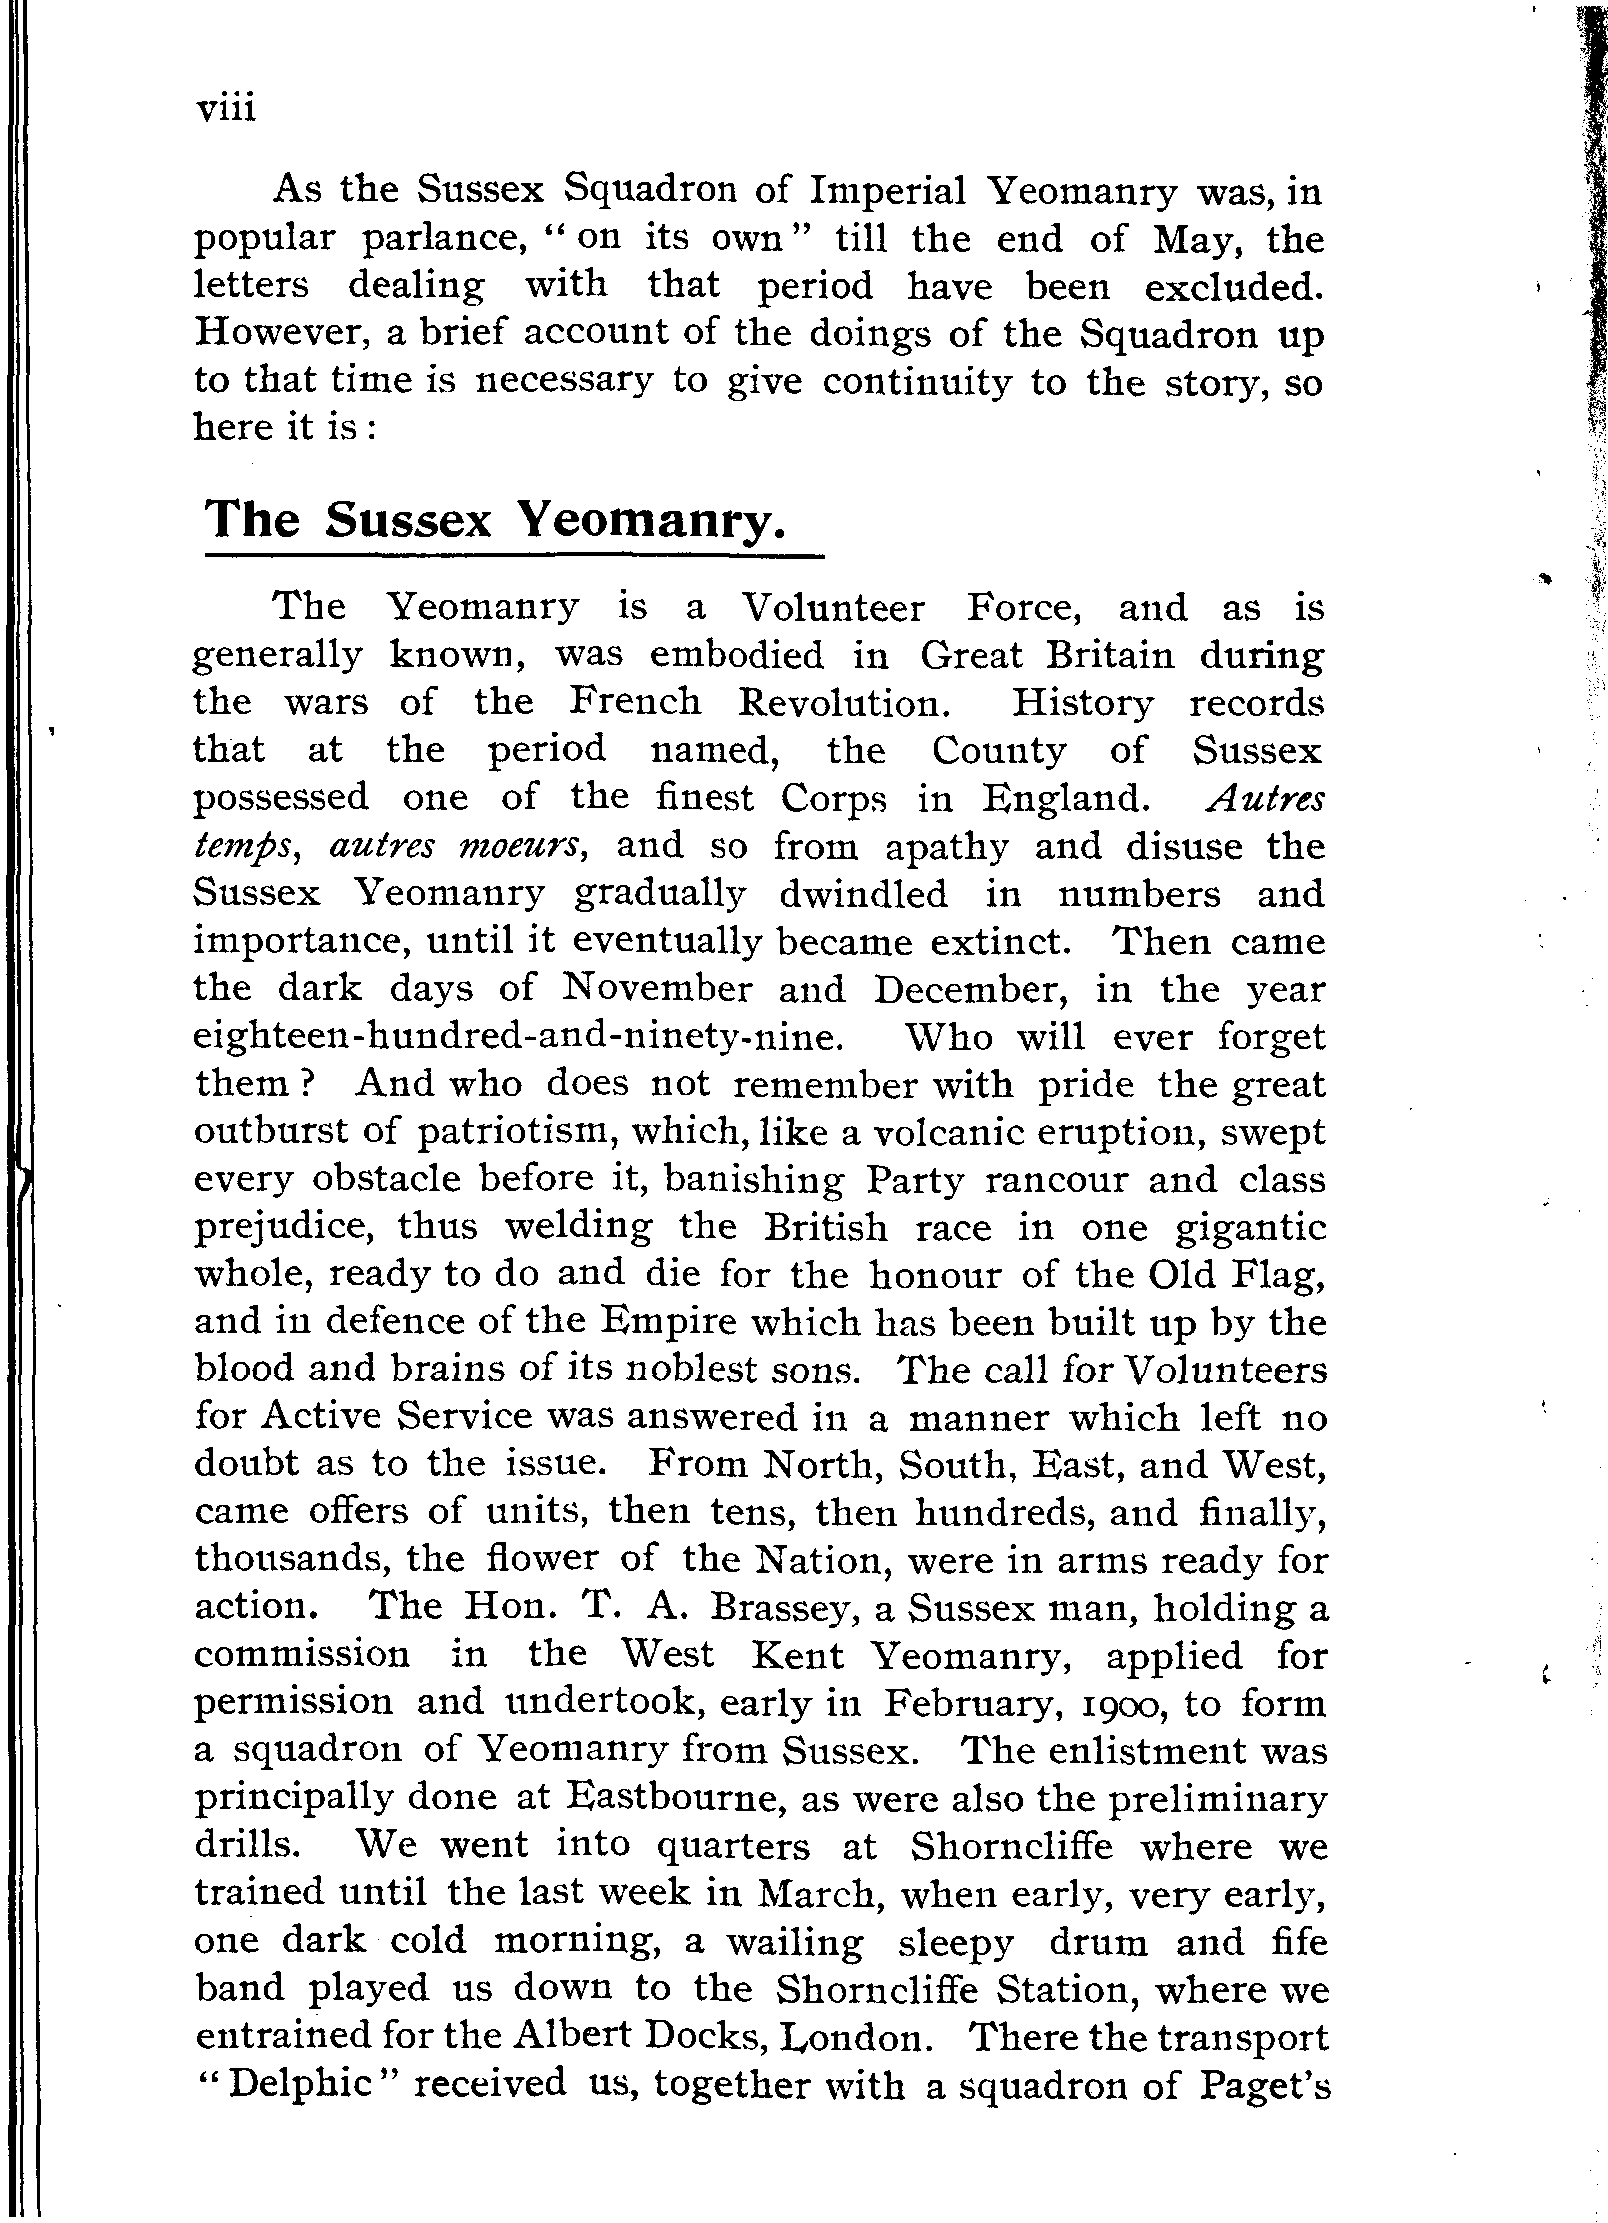 viii
As the Sussex Squadron of Imperial Yeomanry was, in
popular parlance, “ on its own ” till the end of May, the
letters dealing with that period have been excluded.
However, a brief account of the doings of the Squadron up
to that time is necessary to give continuity to the story, so
here it is :
The Sussex Yeomanry.
The Yeomanry is a Volunteer Force, and as is
generally known, was embodied in Great Britain during
the wars of the French Revolution. History records
that at the period named, the County of Sussex
possessed one of the finest Corps in England. Autres
temps, autres moeurs, and so from apathy and disuse the
Sussex Yeomanry gradually dwindled in numbers and
importance, until it eventually became extinct. Then came
the dark days of November and December, in the year
eighteen-hundred-and-ninety-nine. Who will ever forget
them ? And who does not remember with pride the great
outburst of patriotism, which, like a volcanic eruption, swept
every obstacle before it, banishing Party rancour and class
prejudice, thus welding the British race in one gigantic
whole, ready to do and die for the honour of the Old Flag,
and in defence of the Empire which has been built up by the
blood and brains of its noblest sons. The call for Volunteers
for Active Service was answered in a manner which left no
doubt as to the issue. From North, South, East, and West,
came offers of units, then tens, then hundreds, and finally,
thousands, the flower of the Nation, were in arms ready for
action. The Hon. T. A. Brassey, a Sussex man, holding a
commission in the West Kent Yeomanry, applied for
permission and undertook, early in February, 1900, to form
a squadron of Yeomanry from Sussex. The enlistment was
principally done at Eastbourne, as were also the preliminary
drills. We went into quarters at Shorncliffe where we
trained until the last week in March, when early, very early,
one dark cold morning, a wailing sleepy drum and fife
band played us down to the Shorncliffe Station, where we
entrained for the Albert Docks, London. There the transport
“ Delphic ” received us, together with a squadron of Paget's